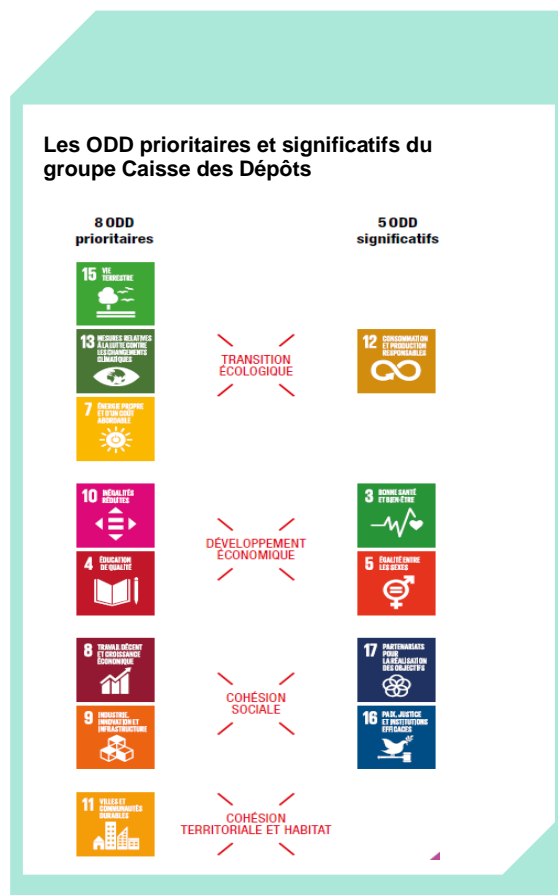 Les ODD prioritaires et significatifs du
groupe Caisse des Dépôts
8 ODD
prioritaires
5 ODD
significatifs
15 VIE
TERRESTRE
13 MESURES RELATIVES
À LA LUTTE CONTRE
LES CHANGEMENTS
CLIMATIQUES
7 ÉNERGIE PROPRE
ET D'UN COÛT
ABORDABLE
TRANSITION
ÉCOLOGIQUE
12 CONSOMMATION
ET PRODUCTION
RESPONSABLES
10 INÉGALITÉS
RÉDUITES
4 ÉDUCATION
DE QUALITÉ
DÉVELOPPEMENT
ÉCONOMIQUE
3 BONNE SANTÉ
ET BIEN-ÊTRE
5 ÉGALITÉ ENTRE
LES SEXES
8 TRAVAIL DÉCENT
ET CROISSANCE
ÉCONOMIQUE
9 INDUSTRIE,
INNOVATION ET
INFRASTRUCTURE
COHÉSION
SOCIALE
17 PARTENARIATS
POUR
LA RÉALISATION
DES OBJECTIFS
16 PAIX, JUSTICE
ET INSTITUTIONS
EFFICACES
11 VILLES ET
COMMUNAUTÉS
DURABLES
COHÉSION
TERRITORIALE ET HABITAT